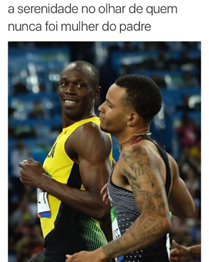 a serenidade no olhar de quem
nunca foi mulher do padre